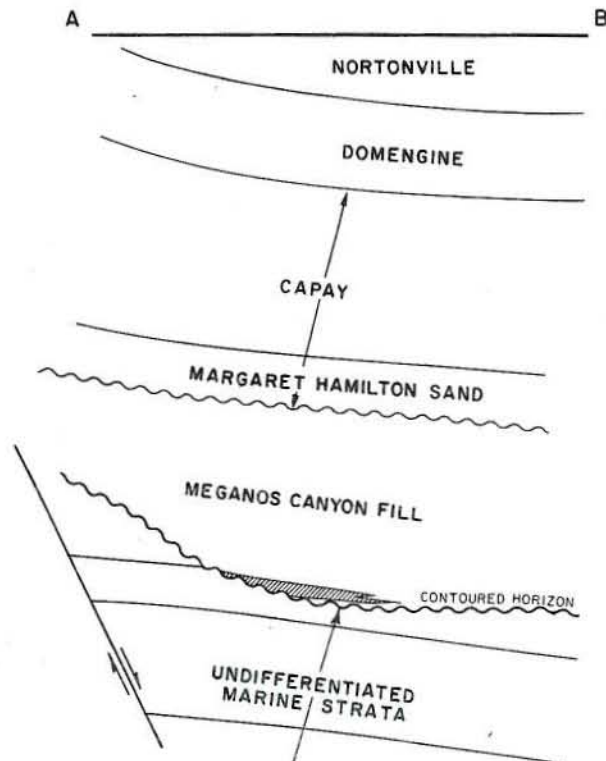 A B
NORTONVILLE
DOMENGINE
CAPAY
MARGARET HAMILTON SAND
MEGANOS CANYON FILL
CONTOURED HORIZON
UNDIFFERENTIATED
MARINE STRATA